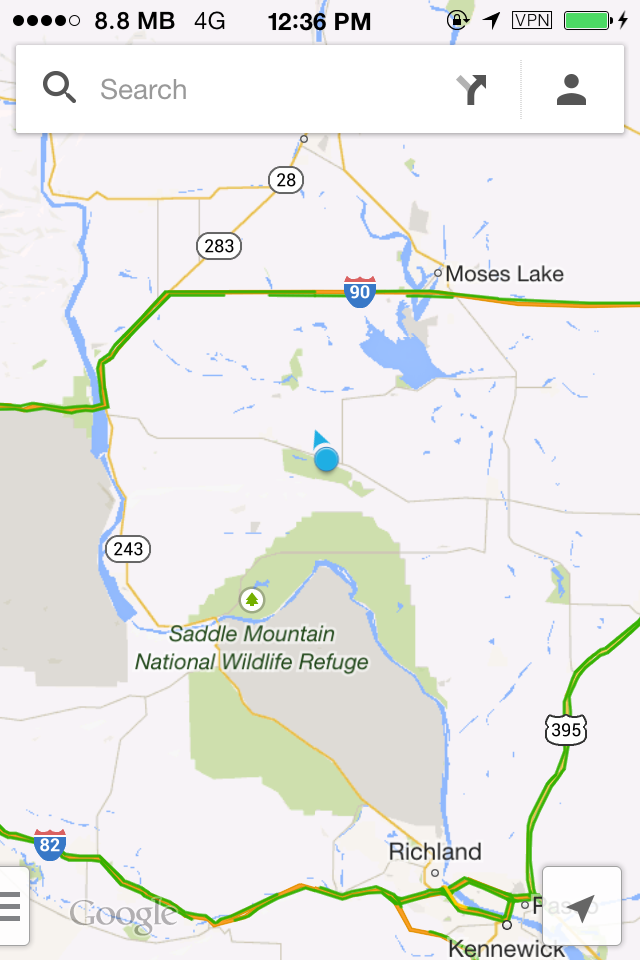 8.8 MB 4G 12:36 PM VPN
Search
28
283
Moses Lake
90
243
Saddle Mountain
National Wildlife Refuge
395
82
Richland
Google
Pasco
Kennewick